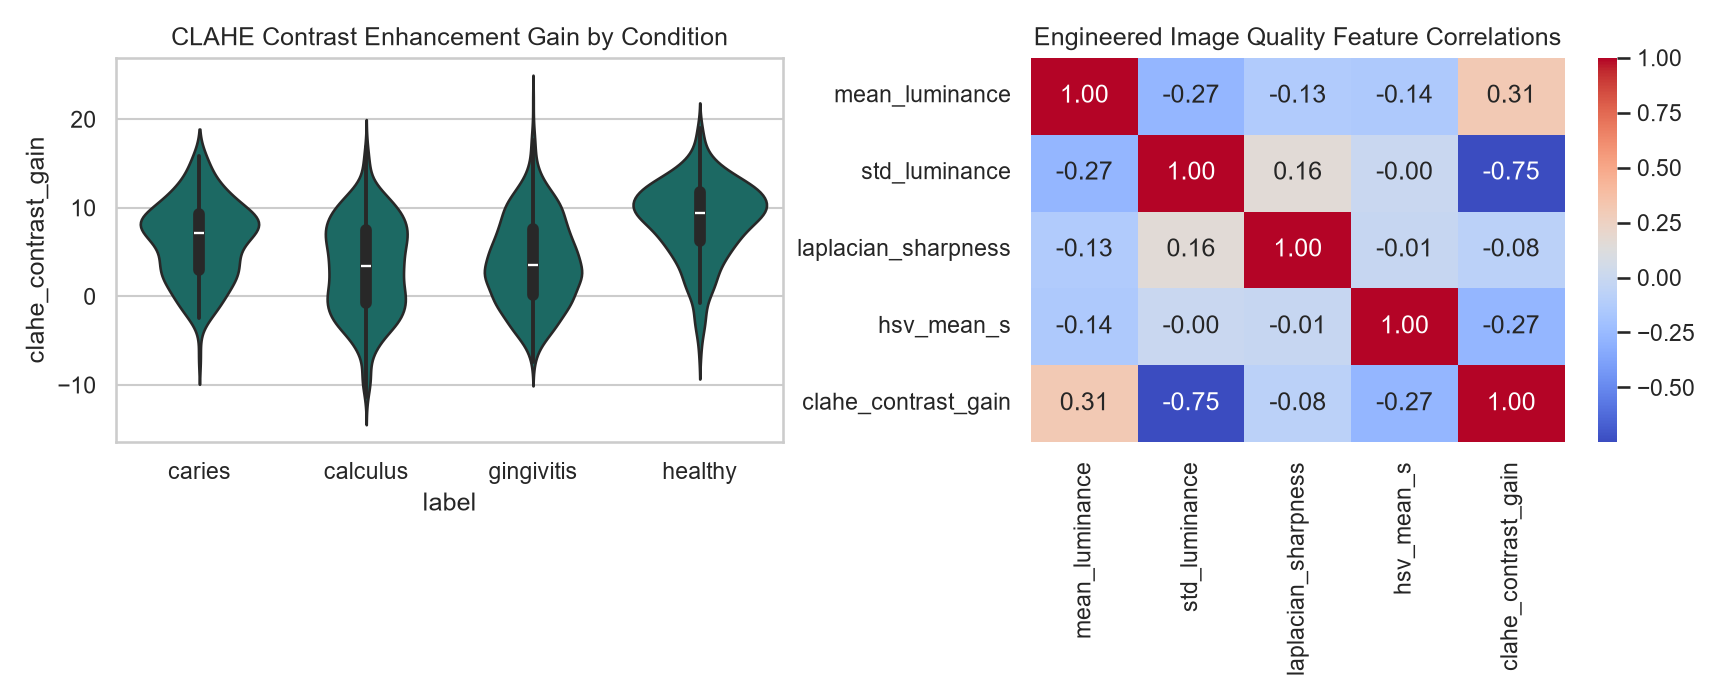 CLAHE Contrast Enhancement Gain by Condition
clahe_contrast_gain
20
10
0
−10
caries
calculus
gingivitis
healthy
label
Engineered Image Quality Feature Correlations
mean_luminance
1.00 -0.27 -0.13 -0.14 0.31
std_luminance
-0.27 1.00 0.16 -0.00 -0.75
laplacian_sharpness
-0.13 0.16 1.00 -0.01 -0.08
hsv_mean_s
-0.14 -0.00 -0.01 1.00 -0.27
clahe_contrast_gain
0.31 -0.75 -0.08 -0.27 1.00
mean_luminance
std_luminance
laplacian_sharpness
hsv_mean_s
clahe_contrast_gain
1.00
0.75
0.50
0.25
0.00
−0.25
−0.50